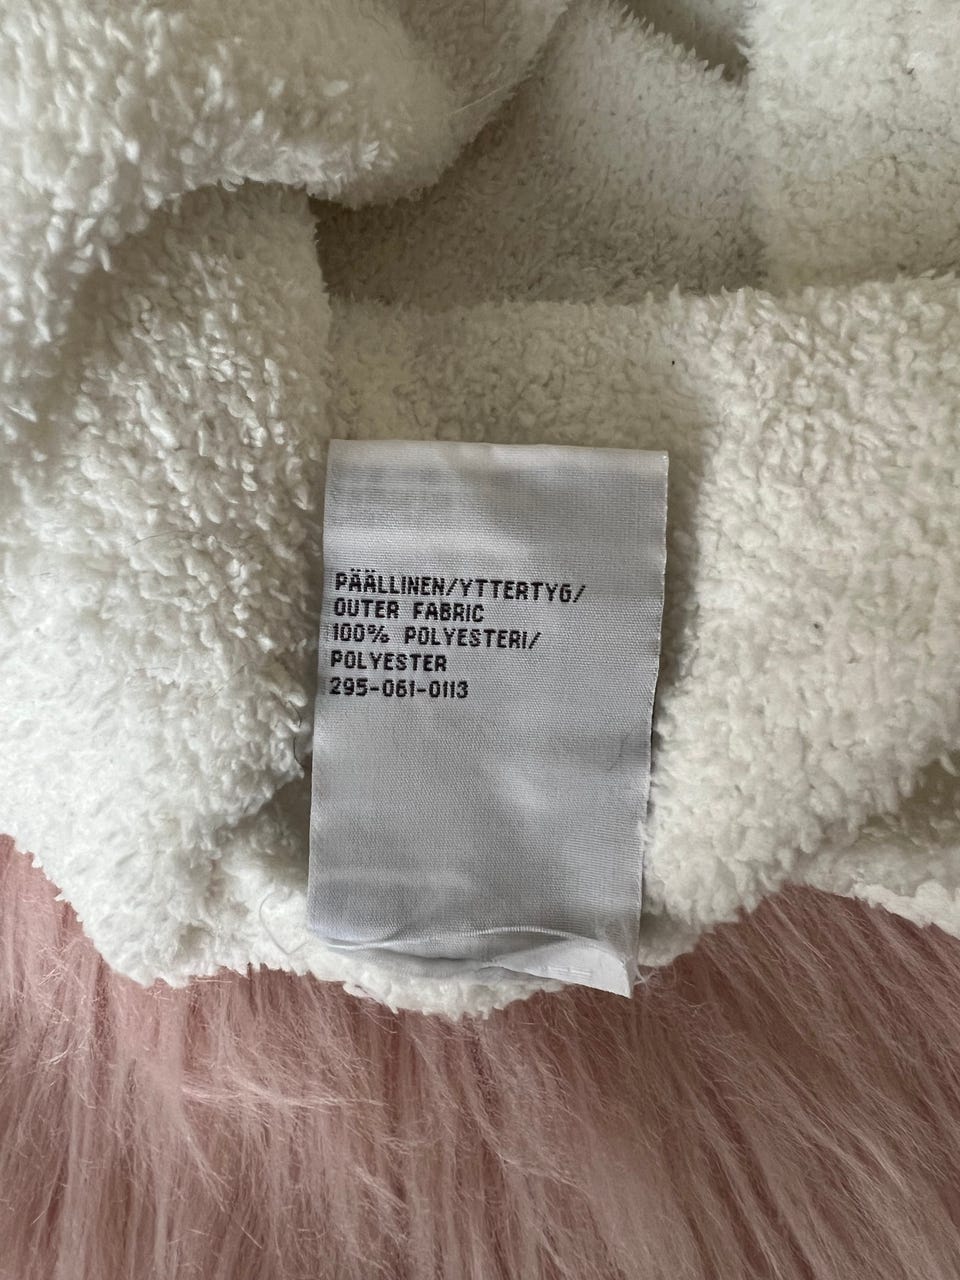 PÄÄLLINEN/YTTERTYG/
OUTER FABRIC
100% POLYESTERI/
POLYESTER
295-061-0113